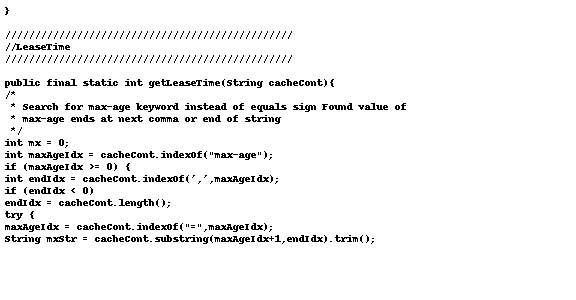 }
////////////////////////////////////////////////
//LeaseTime
////////////////////////////////////////////////
public final static int getLeaseTime(String cacheCont){
/*
* Search for max-age keyword instead of equals sign Found value of
* max-age ends at next comma or end of string
*/
int mx = 0;
int maxAgeIdx = cacheCont.indexOf("max-age");
if (maxAgeIdx >= 0) {
int endIdx = cacheCont.indexOf(',',maxAgeIdx);
if (endIdx < 0)
endIdx = cacheCont.length();
try {
maxAgeIdx = cacheCont.indexOf("=",maxAgeIdx);
String mxStr = cacheCont.substring(maxAgeIdx+1,endIdx).trim();